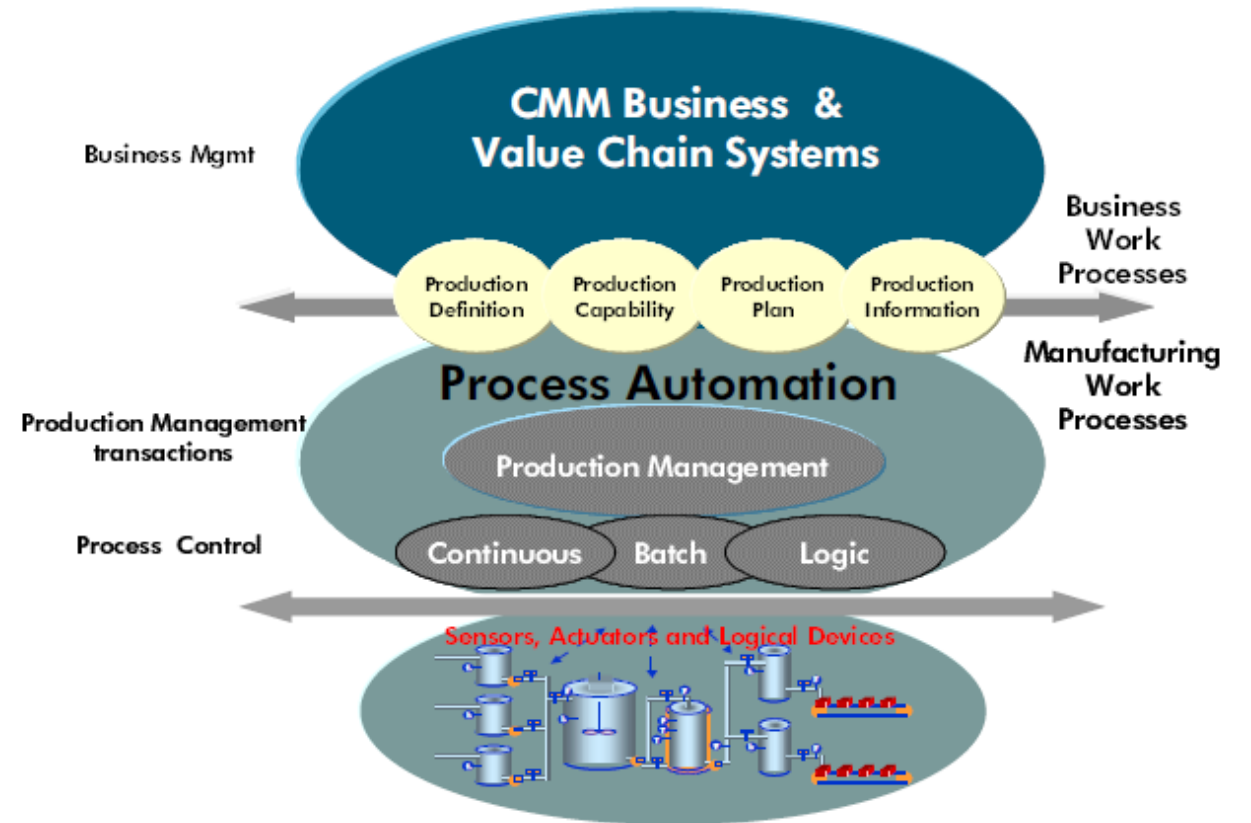 CMM Business &
Value Chain Systems
Business Mgmt
Business
Work
Processes
Production
Definition
Production
Capability
Production
Plan
Production
Information
Manufacturing
Work
Processes
Process Automation
Production Management
transactions
Production Management
Process Control
Continuous
Batch
Logic
Sensors, Actuators and Logical Devices